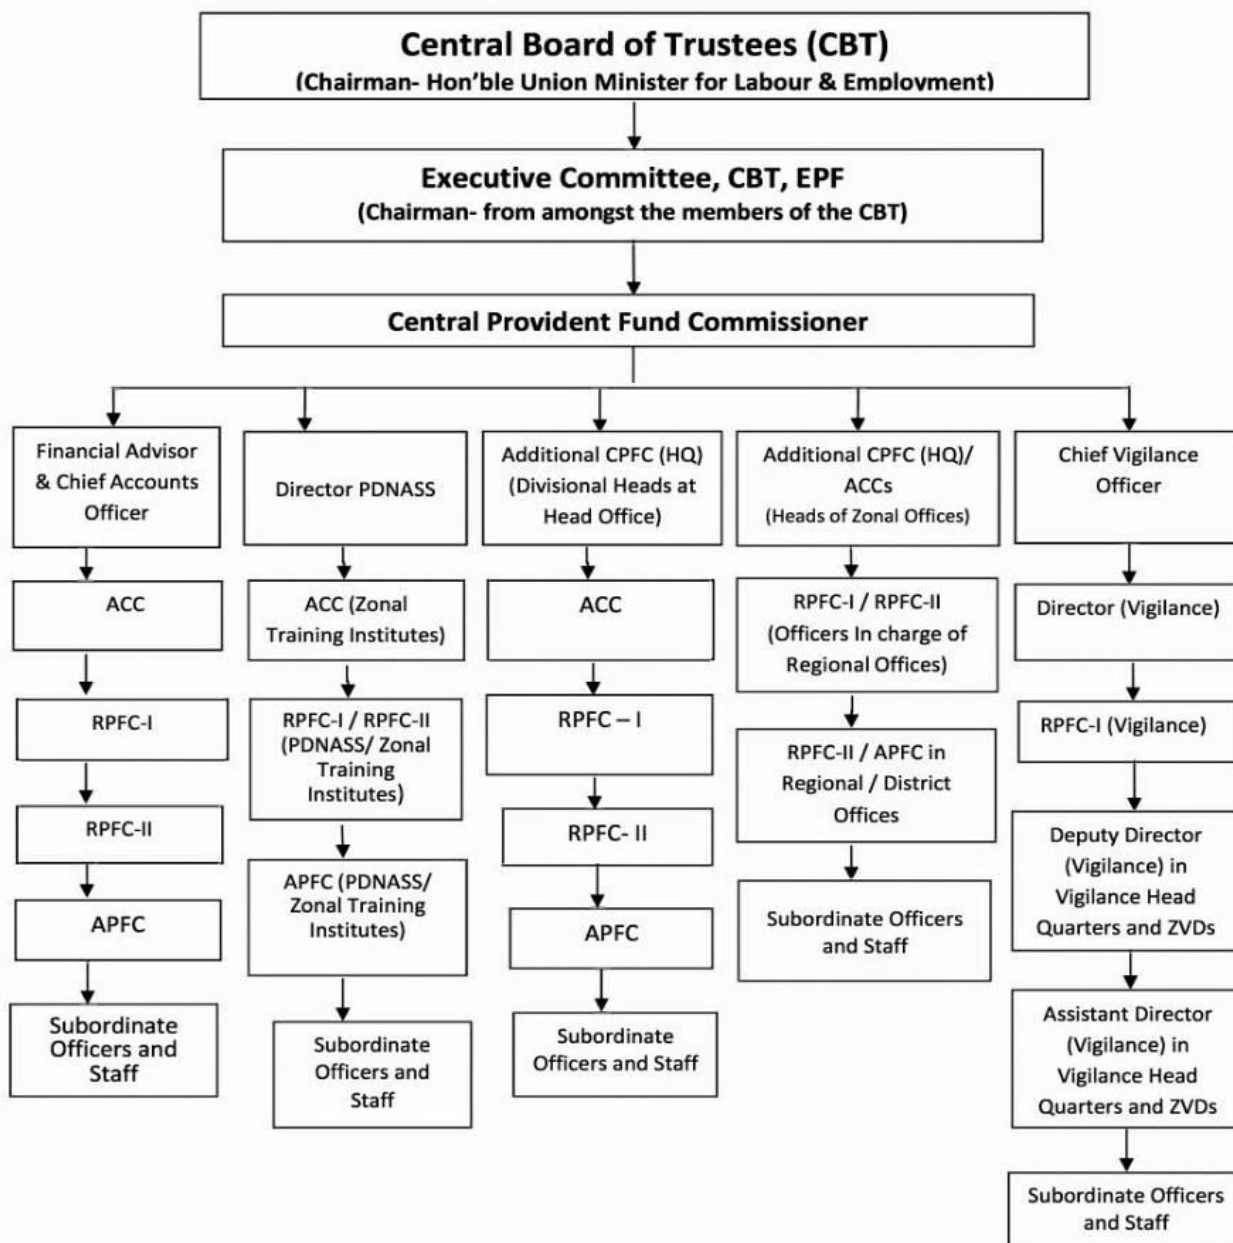 Central Board of Trustees (CBT)
(Chairman- Hon'ble Union Minister for Labour & Employment)
Executive Committee, CBT, EPF
(Chairman- from amongst the members of the CBT)
Central Provident Fund Commissioner
Financial Advisor
& Chief Accounts
Officer
ACC
RPFC-I
RPFC-II
APFC
Subordinate
Officers and
Staff
Director PDNASS
ACC (Zonal
Training Institutes)
RPFC-I / RPFC-II
(PDNASS/ Zonal
Training
Institutes)
APFC (PDNASS/
Zonal Training
Institutes)
Subordinate
Officers and
Staff
Additional CPFC (HQ)
(Divisional Heads at
Head Office)
ACC
RPFC – I
RPFC- II
APFC
Subordinate
Officers and Staff
Additional CPFC (HQ)/
ACCs
(Heads of Zonal Offices)
RPFC-I / RPFC-II
(Officers In charge of
Regional Offices)
RPFC-II / APFC in
Regional / District
Offices
Subordinate Officers
and Staff
Chief Vigilance
Officer
Director (Vigilance)
RPFC-I (Vigilance)
Deputy Director
(Vigilance) in
Vigilance Head
Quarters and ZVDs
Assistant Director
(Vigilance) in
Vigilance Head
Quarters and ZVDs
Subordinate Officers
and Staff